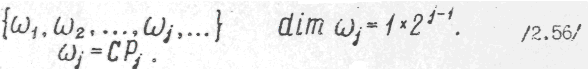 {ω₁, ω₂, ..., ωⱼ, ...} dim ωⱼ = 1×2ʲ⁻¹. /2.56/
ωⱼ = CPⱼ.